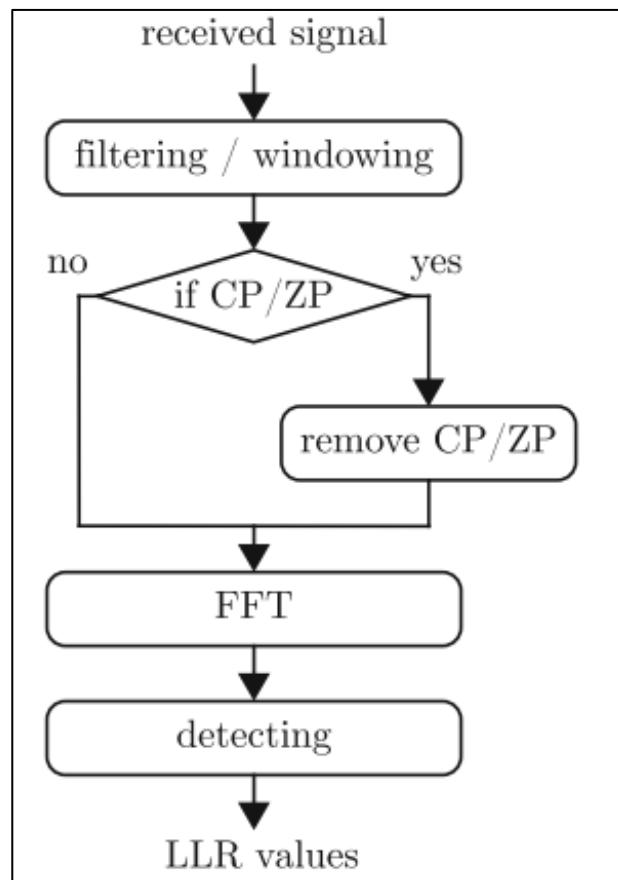 received signal
filtering / windowing
no
yes
if CP/ZP
remove CP/ZP
FFT
detecting
LLR values